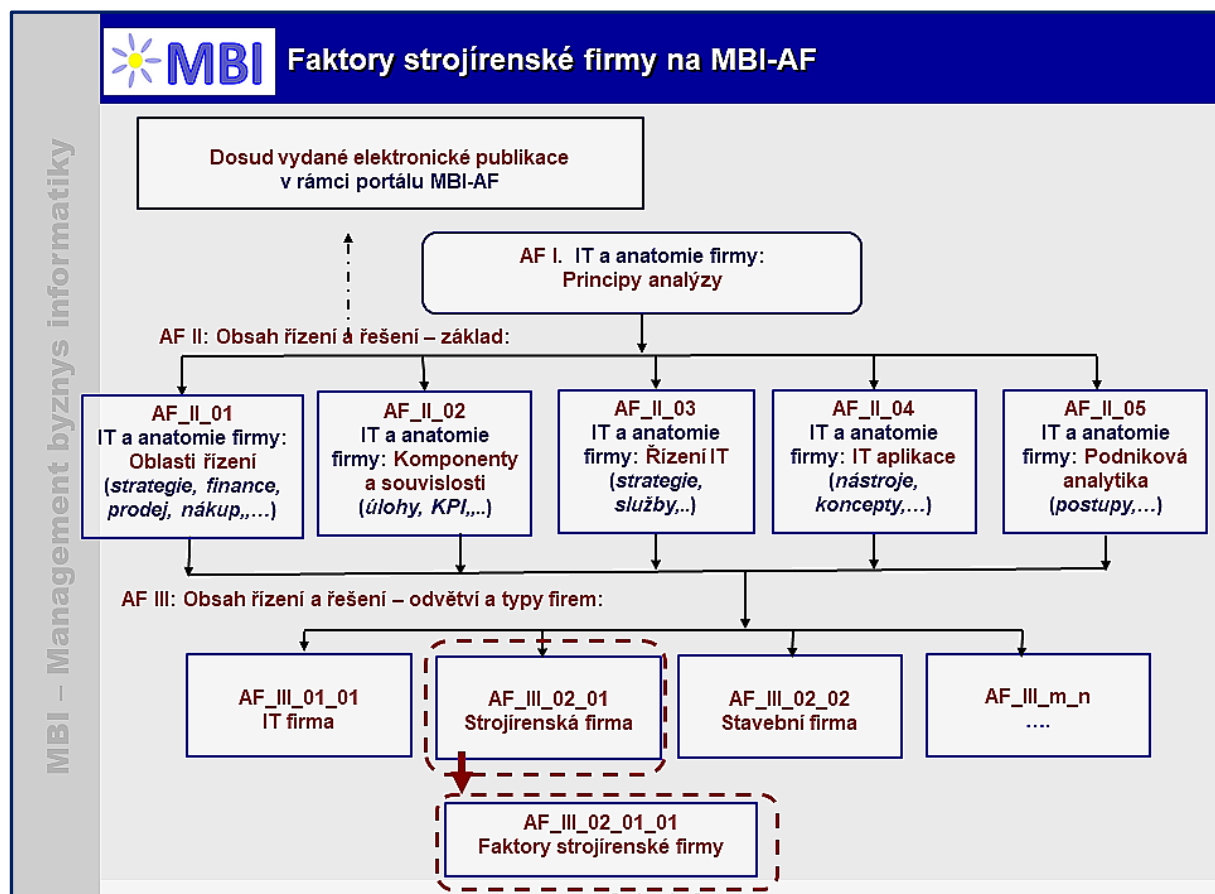 MBI
Faktory strojírenské firmy na MBI-AF
MBI – Management byznys informatiky
Dosud vydané elektronické publikace
v rámci portálu MBI-AF
AF I. IT a anatomie firmy:
Principy analýzy
AF II: Obsah řízení a řešení – základ:
AF_II_01
IT a anatomie firmy:
Oblasti řízení
(strategie, finance,
prodej, nákup,,…)
AF_II_02
IT a anatomie
firmy: Komponenty
a souvislosti
(úlohy, KPI,,..)
AF_II_03
IT a anatomie
firmy: Řízení IT
(strategie,
služby,..)
AF_II_04
IT a anatomie
firmy: IT aplikace
(nástroje,
koncepty,…)
AF_II_05
IT a anatomie
firmy: Podniková
analytika
(postupy,…)
AF III: Obsah řízení a řešení – odvětví a typy firem:
AF_III_01_01
IT firma
AF_III_02_01
Strojírenská firma
AF_III_02_02
Stavební firma
AF_III_m_n
….
AF_III_02_01_01
Faktory strojírenské firmy